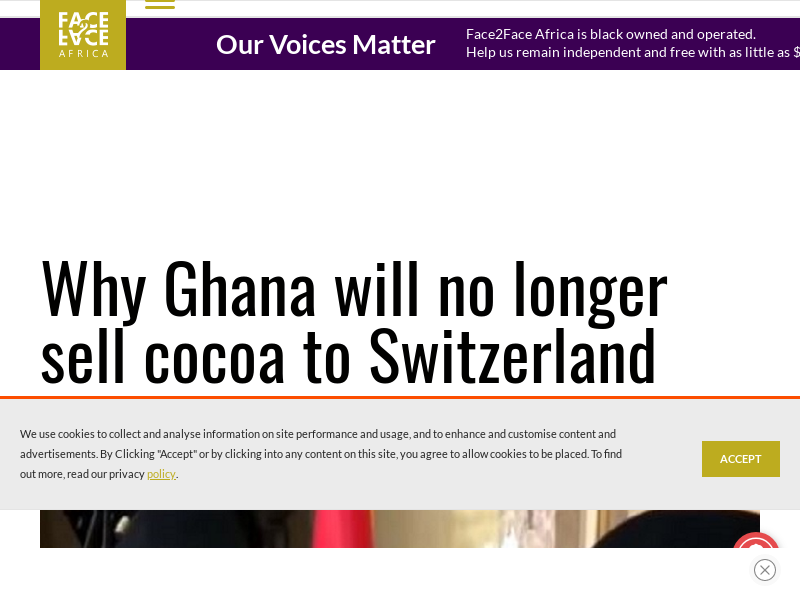 FACE
2
FACE
AFRICA
Our Voices Matter
Face2Face Africa is black owned and operated.
Help us remain independent and free with as little as $
Why Ghana will no longer
sell cocoa to Switzerland
We use cookies to collect and analyse information on site performance and usage, and to enhance and customise content and
advertisements. By Clicking "Accept" or by clicking into any content on this site, you agree to allow cookies to be placed. To find
out more, read our privacy policy.
ACCEPT